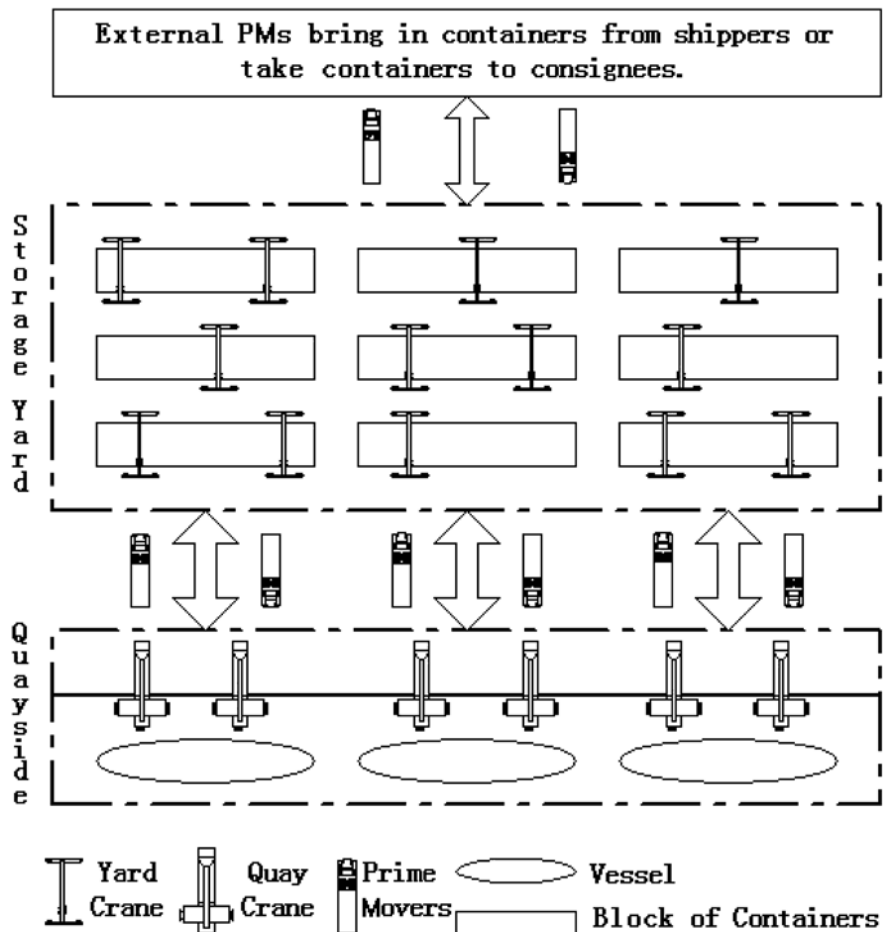 External PMs bring in containers from shippers or
take containers to consignees.
Storage Yard
Quayside
Yard
Crane
Quay
Crane
Prime
Movers
Vessel
Block of Containers